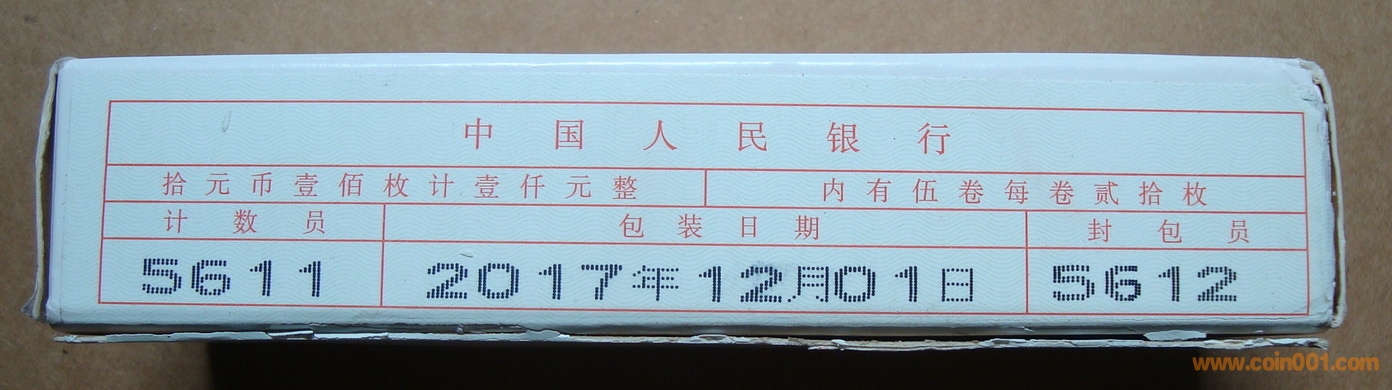 中国人民银行
拾元币壹佰枚计壹仟元整 内有伍卷每卷贰拾枚
计数员 包装日期 封包员
5611 2017年12月01日 5612
www.coin001.com